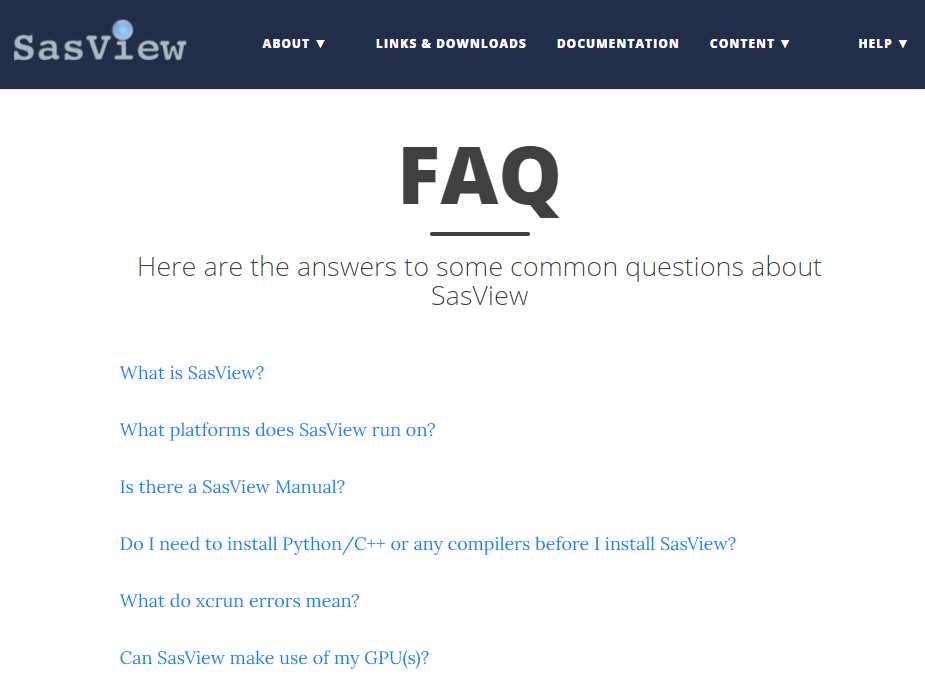 SasView
ABOUT ▼
LINKS & DOWNLOADS
DOCUMENTATION
CONTENT ▼
HELP ▼
FAQ
Here are the answers to some common questions about
SasView
What is SasView?
What platforms does SasView run on?
Is there a SasView Manual?
Do I need to install Python/C++ or any compilers before I install SasView?
What do xcrun errors mean?
Can SasView make use of my GPU(s)?